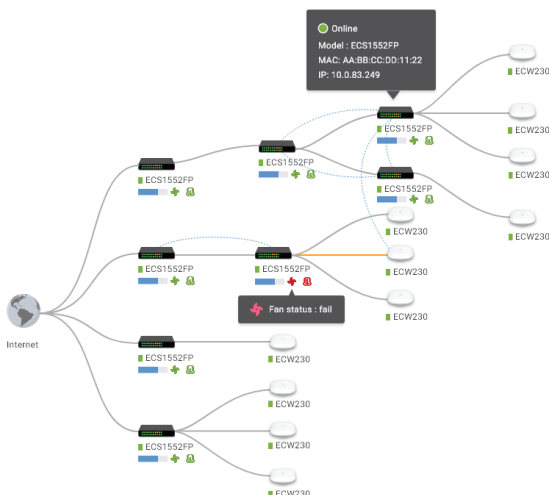 Online
Model : ECS1552FP
MAC: AA:BB:CC:DD:11:22
IP: 10.0.83.249
ECW230
ECW230
ECS1552FP
ECS1552FP
ECW230
ECS1552FP
ECS1552FP
ECW230
ECW230
ECS1552FP
ECS1552FP
ECW230
Fan status : fail
ECW230
Internet
ECS1552FP
ECW230
ECW230
ECS1552FP
ECW230
ECW230